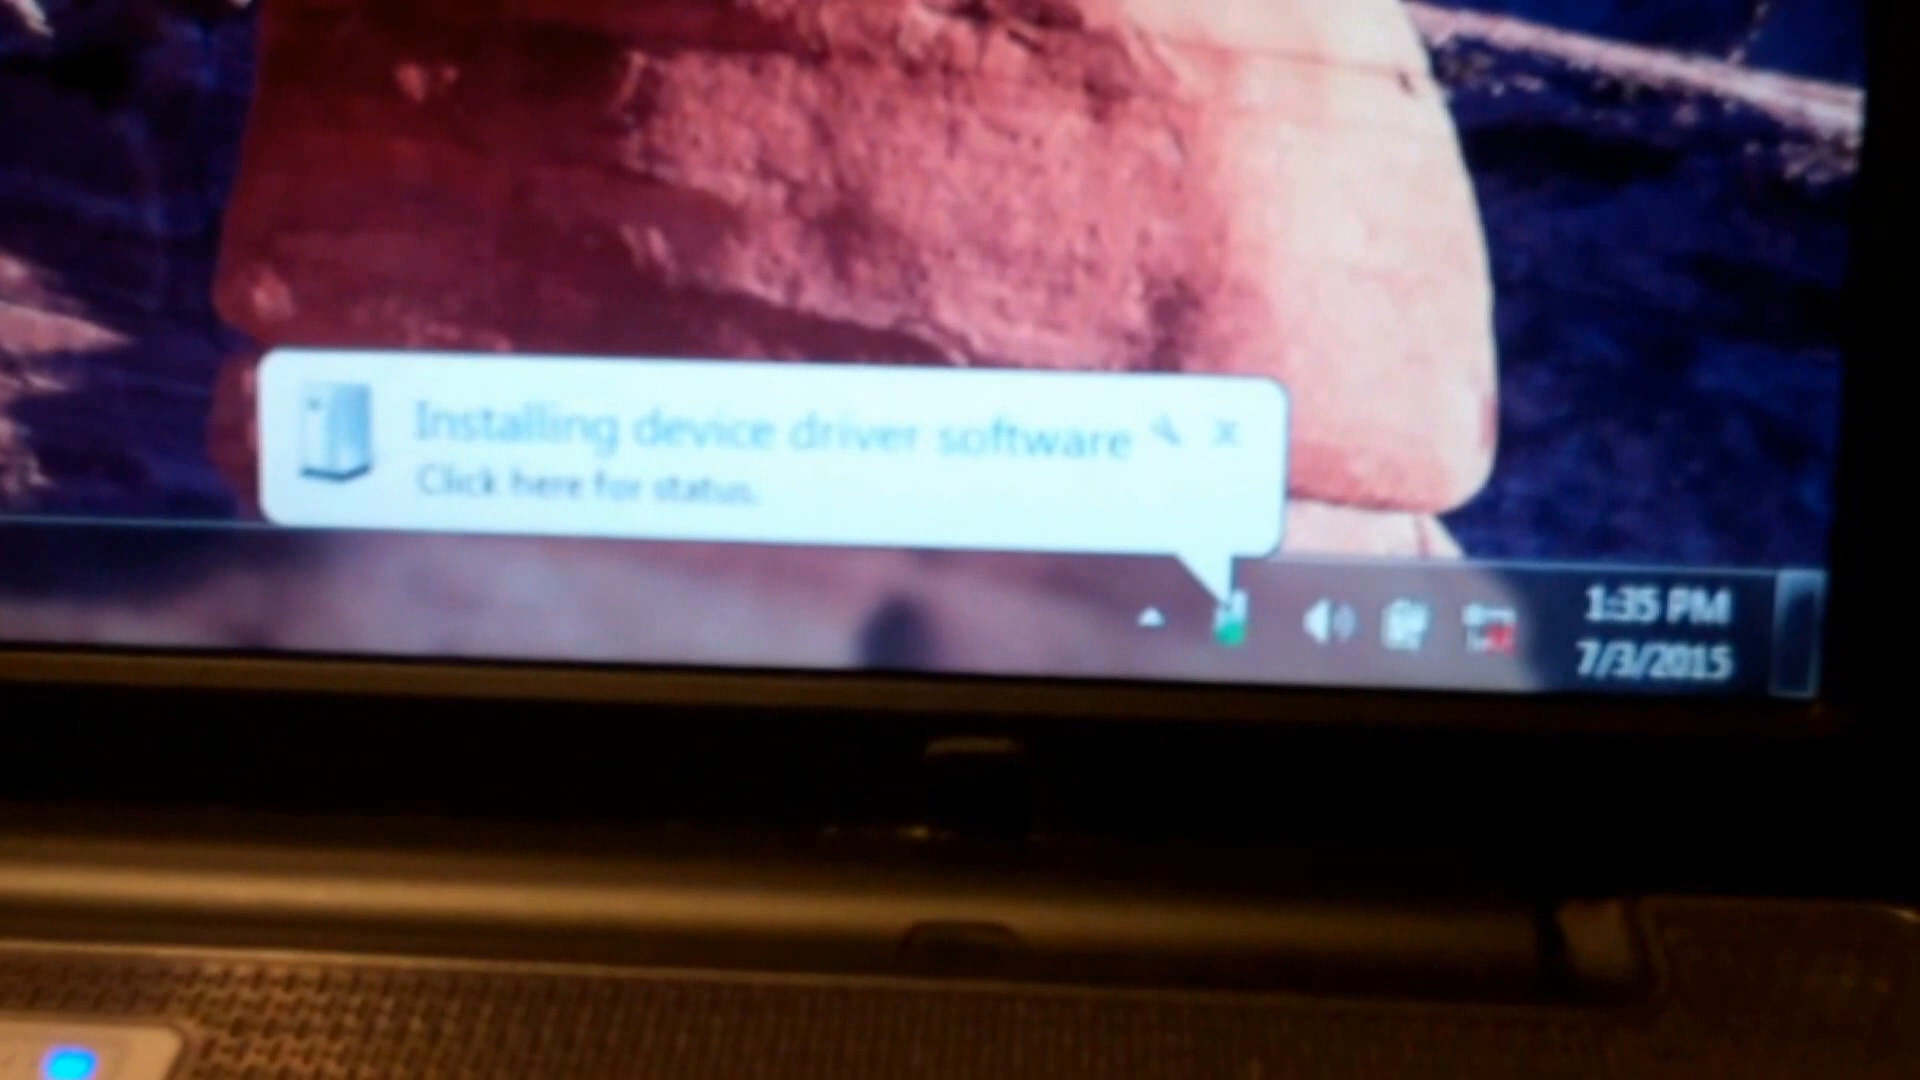 Installing device driver software
Click here for status.
1:35 PM
7/3/2015